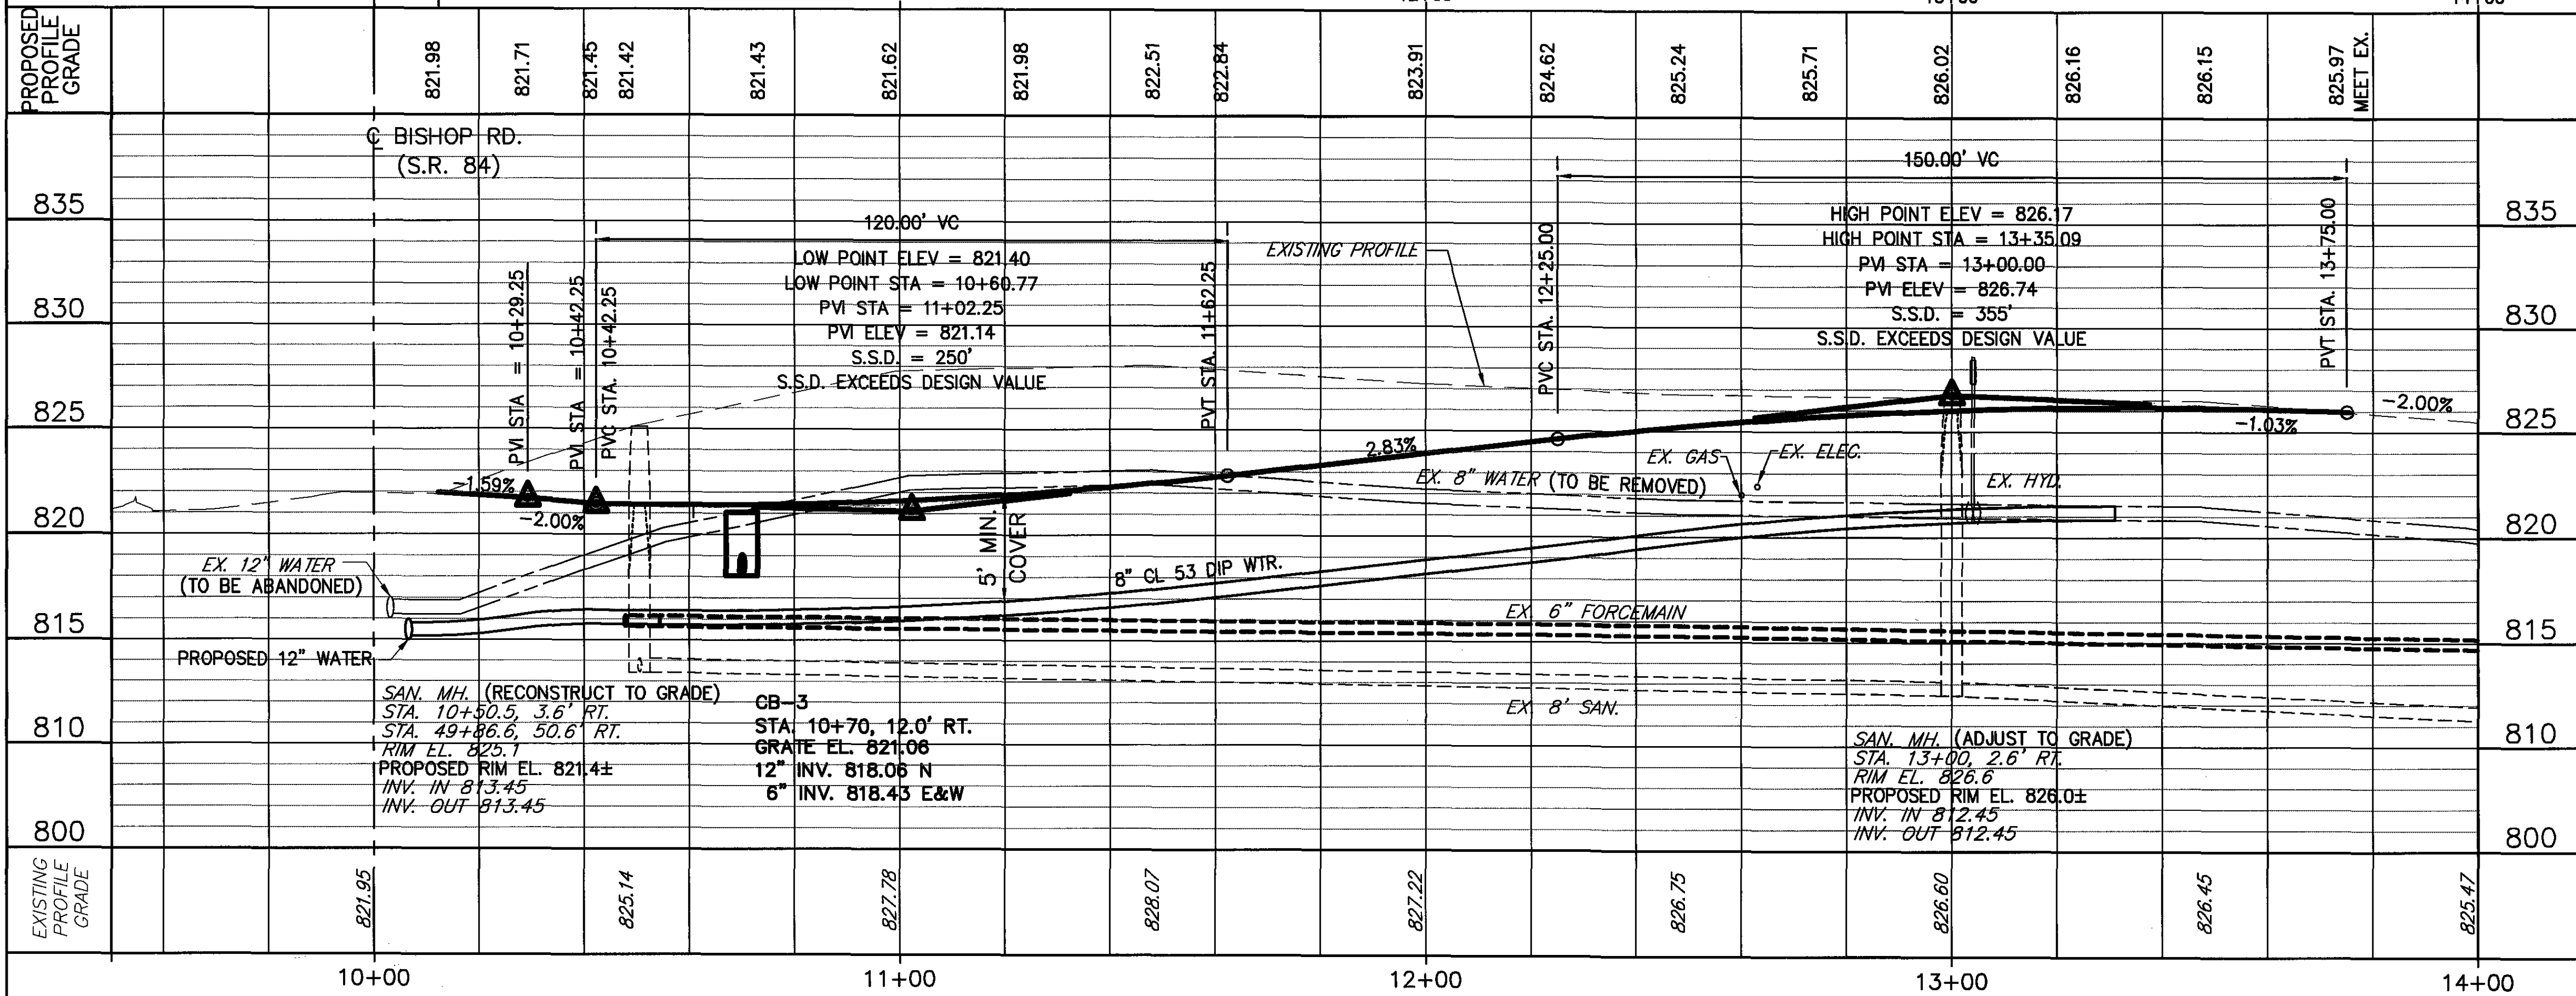 PROPOSED
PROFILE
GRADE
821.98
821.71
821.45
821.42
821.43
821.62
821.98
822.51
822.84
823.91
824.62
825.24
825.71
826.02
826.16
826.15
825.97
MEET EX.
℄ BISHOP RD.
(S.R. 84)
835
830
825
820
815
810
800
120.00' VC
LOW POINT ELEV = 821.40
LOW POINT STA = 10+60.77
PVI STA = 11+02.25
PVI ELEV = 821.14
S.S.D. = 250'
S.S.D. EXCEEDS DESIGN VALUE
PVI STA = 10+29.25
PVI STA = 10+42.25
PVC STA. 10+42.25
PVT STA. 11+62.25
EXISTING PROFILE
PVC STA. 12+25.00
150.00' VC
HIGH POINT ELEV = 826.17
HIGH POINT STA = 13+35.09
PVI STA = 13+00.00
PVI ELEV = 826.74
S.S.D. = 355'
S.S.D. EXCEEDS DESIGN VALUE
PVT STA. 13+75.00
835
830
825
820
815
810
800
-1.59%
-2.00%
2.83%
-1.03%
-2.00%
EX. GAS
EX. ELEC.
EX. 8" WATER (TO BE REMOVED)
EX. HYD.
EX. 12" WATER
(TO BE ABANDONED)
5' MIN.
COVER
8" CL 53 DIP WTR.
EX. 6" FORCEMAIN
PROPOSED 12" WATER
EX. 8' SAN.
SAN. MH. (RECONSTRUCT TO GRADE)
STA. 10+50.5, 3.6' RT.
STA. 49+86.6, 50.6' RT.
RIM EL. 825.1
PROPOSED RIM EL. 821.4±
INV. IN 813.45
INV. OUT 813.45
CB-3
STA. 10+70, 12.0' RT.
GRATE EL. 821.06
12" INV. 818.06 N
6" INV. 818.43 E&W
SAN. MH. (ADJUST TO GRADE)
STA. 13+00, 2.6' RT.
RIM EL. 826.6
PROPOSED RIM EL. 826.0±
INV. IN 812.45
INV. OUT 812.45
EXISTING
PROFILE
GRADE
821.95
825.14
827.78
828.07
827.22
826.75
826.60
826.45
825.47
10+00
11+00
12+00
13+00
14+00